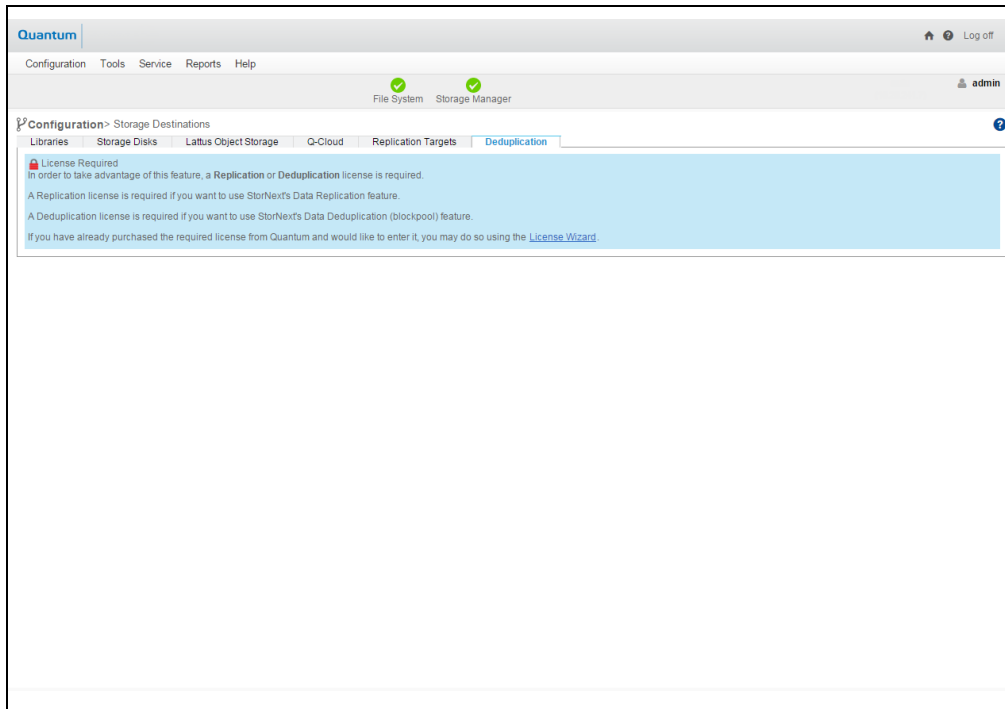 Quantum
Log off
Configuration Tools Service Reports Help
admin
File System Storage Manager
Configuration> Storage Destinations
Libraries Storage Disks Lattus Object Storage Q-Cloud Replication Targets Deduplication
License Required
In order to take advantage of this feature, a Replication or Deduplication license is required.
A Replication license is required if you want to use StorNext's Data Replication feature.
A Deduplication license is required if you want to use StorNext's Data Deduplication (blockpool) feature.
If you have already purchased the required license from Quantum and would like to enter it, you may do so using the License Wizard.